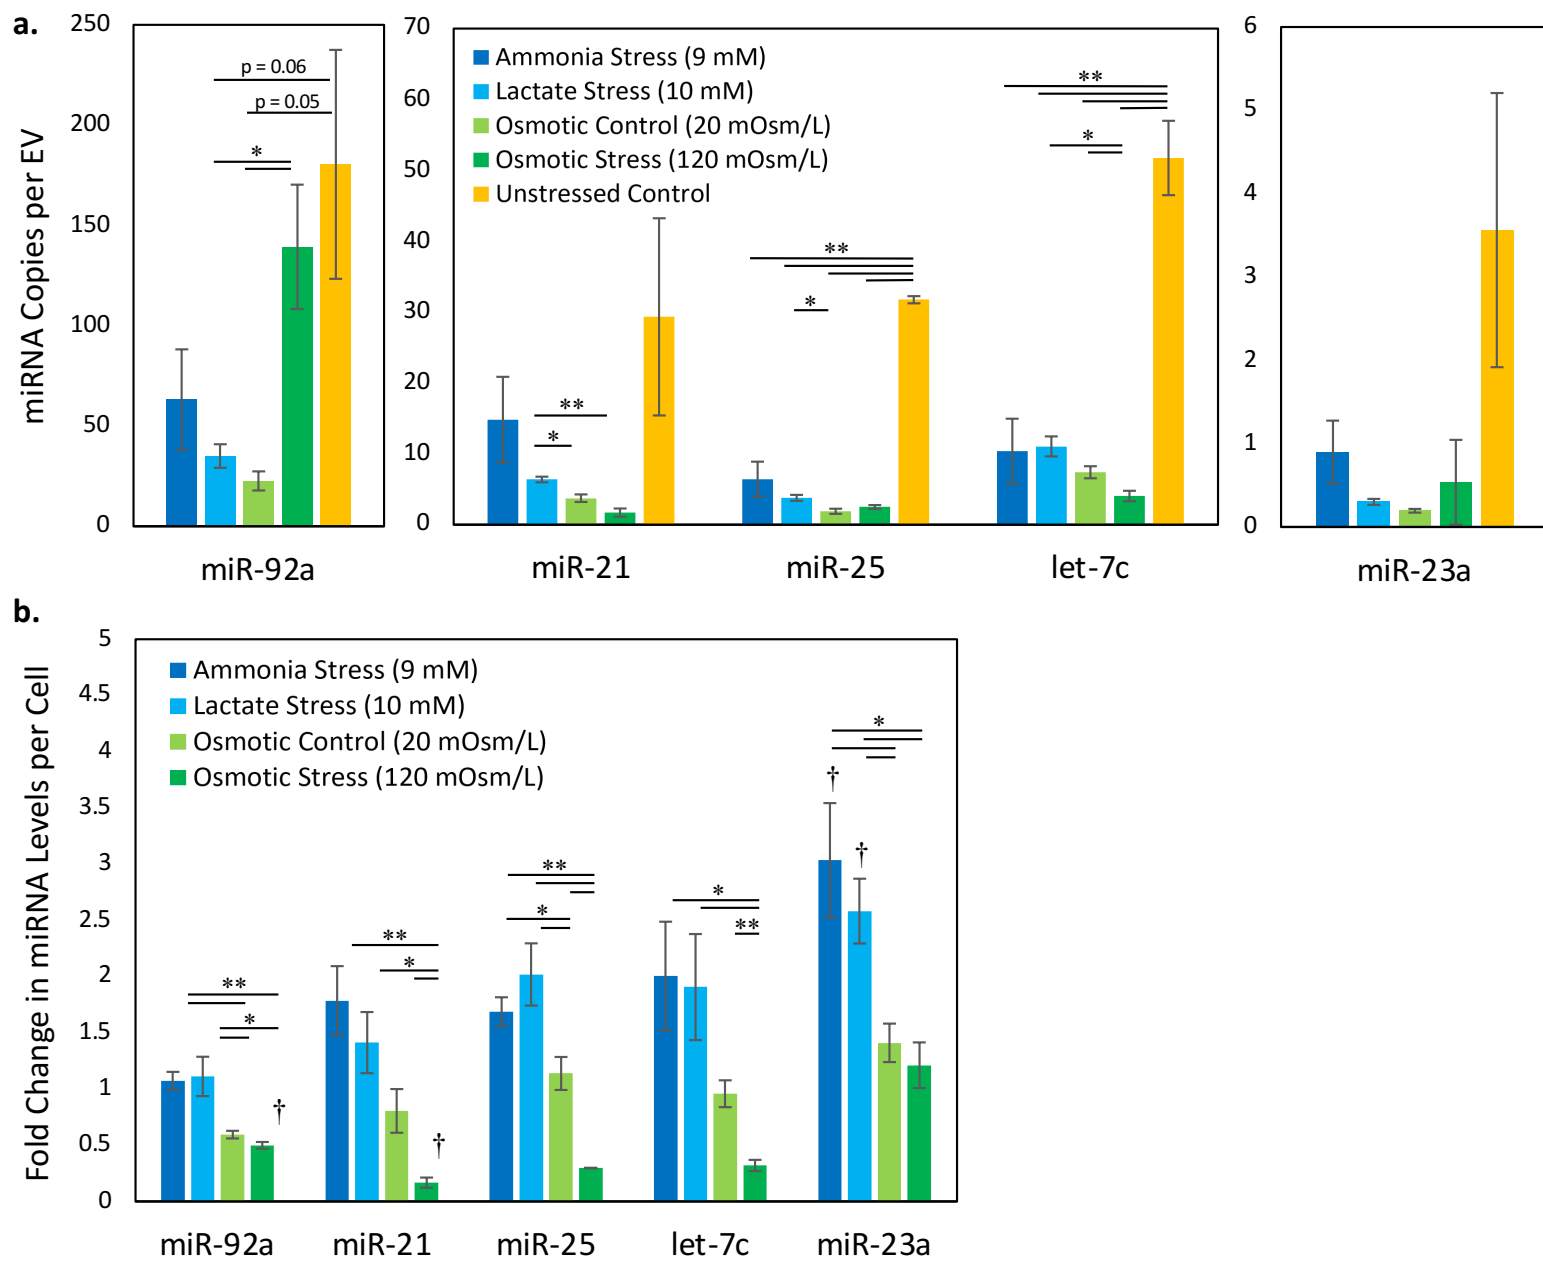 a.
miRNA Copies per EV
250
200
150
100
50
0
p = 0.06
p = 0.05
*
miR-92a
70
60
50
40
30
20
10
0
Ammonia Stress (9 mM)
Lactate Stress (10 mM)
Osmotic Control (20 mOsm/L)
Osmotic Stress (120 mOsm/L)
Unstressed Control
**
*
**
*
**
*
miR-21
miR-25
let-7c
6
5
4
3
2
1
0
miR-23a
b.
Fold Change in miRNA Levels per Cell
5
4.5
4
3.5
3
2.5
2
1.5
1
0.5
0
Ammonia Stress (9 mM)
Lactate Stress (10 mM)
Osmotic Control (20 mOsm/L)
Osmotic Stress (120 mOsm/L)
**
*
†
**
*
†
**
*
*
**
*
†
†
miR-92a
miR-21
miR-25
let-7c
miR-23a